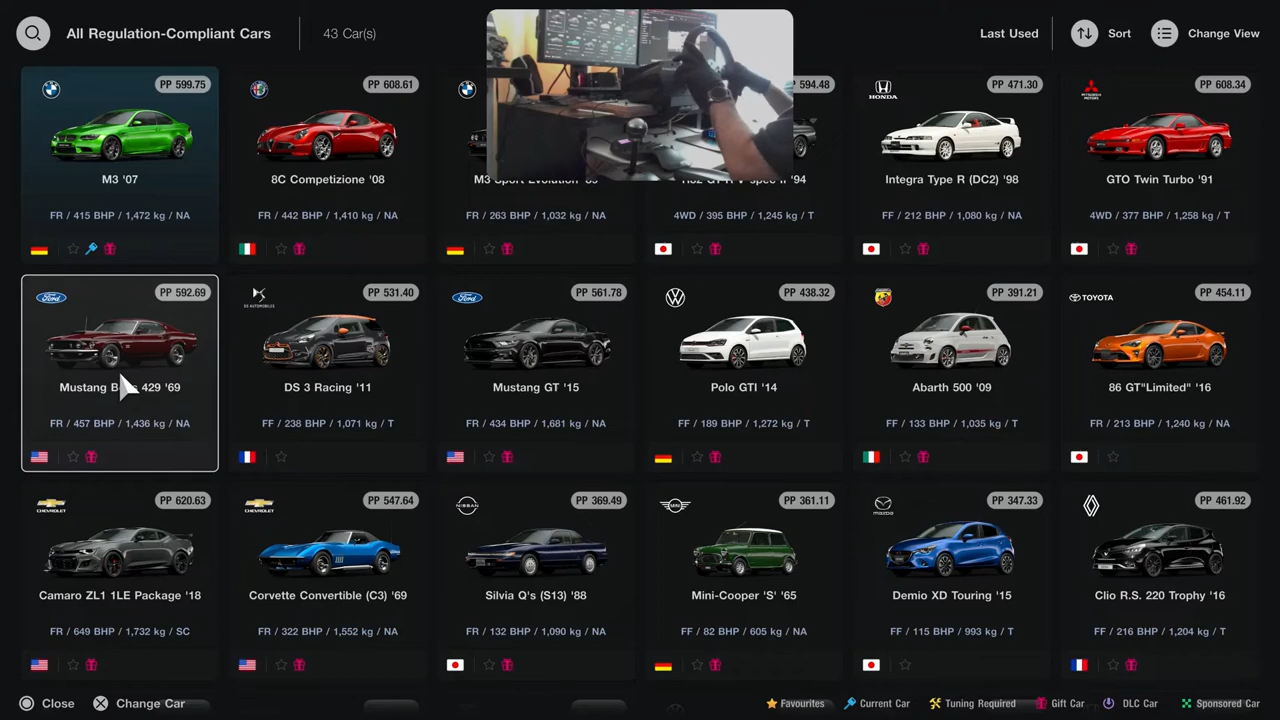 All Regulation-Compliant Cars
43 Car(s)
Last Used
Sort
Change View
PP 599.75
M3 '07
FR / 415 BHP / 1,472 kg / NA
PP 608.61
8C Competizione '08
FR / 442 BHP / 1,410 kg / NA
FR / 263 BHP / 1,032 kg / NA
594.48
4WD / 395 BHP / 1,245 kg / T
HONDA
PP 471.30
Integra Type R (DC2) '98
FF / 212 BHP / 1,080 kg / NA
MITSUBISHI MOTORS
PP 608.34
GTO Twin Turbo '91
4WD / 377 BHP / 1,258 kg / T
Ford
PP 592.69
Mustang 429 '69
FR / 457 BHP / 1,436 kg / NA
DS AUTOMOBILES
PP 531.40
DS 3 Racing '11
FF / 238 BHP / 1,071 kg / T
Ford
PP 561.78
Mustang GT '15
FR / 434 BHP / 1,681 kg / NA
PP 438.32
Polo GTI '14
FF / 189 BHP / 1,272 kg / T
PP 391.21
Abarth 500 '09
FF / 133 BHP / 1,035 kg / T
TOYOTA
PP 454.11
86 GT"Limited" '16
FR / 213 BHP / 1,240 kg / NA
CHEVROLET
PP 620.63
Camaro ZL1 1LE Package '18
FR / 649 BHP / 1,732 kg / SC
CHEVROLET
PP 547.64
Corvette Convertible (C3) '69
FR / 322 BHP / 1,552 kg / NA
NISSAN
PP 369.49
Silvia Q's (S13) '88
FR / 132 BHP / 1,090 kg / NA
MINI
PP 361.11
Mini-Cooper 'S' '65
FF / 82 BHP / 605 kg / NA
mazda
PP 347.33
Demio XD Touring '15
FF / 115 BHP / 993 kg / T
PP 461.92
Clio R.S. 220 Trophy '16
FF / 216 BHP / 1,204 kg / T
Close
Change Car
Favourites
Current Car
Tuning Required
Gift Car
DLC Car
Sponsored Car